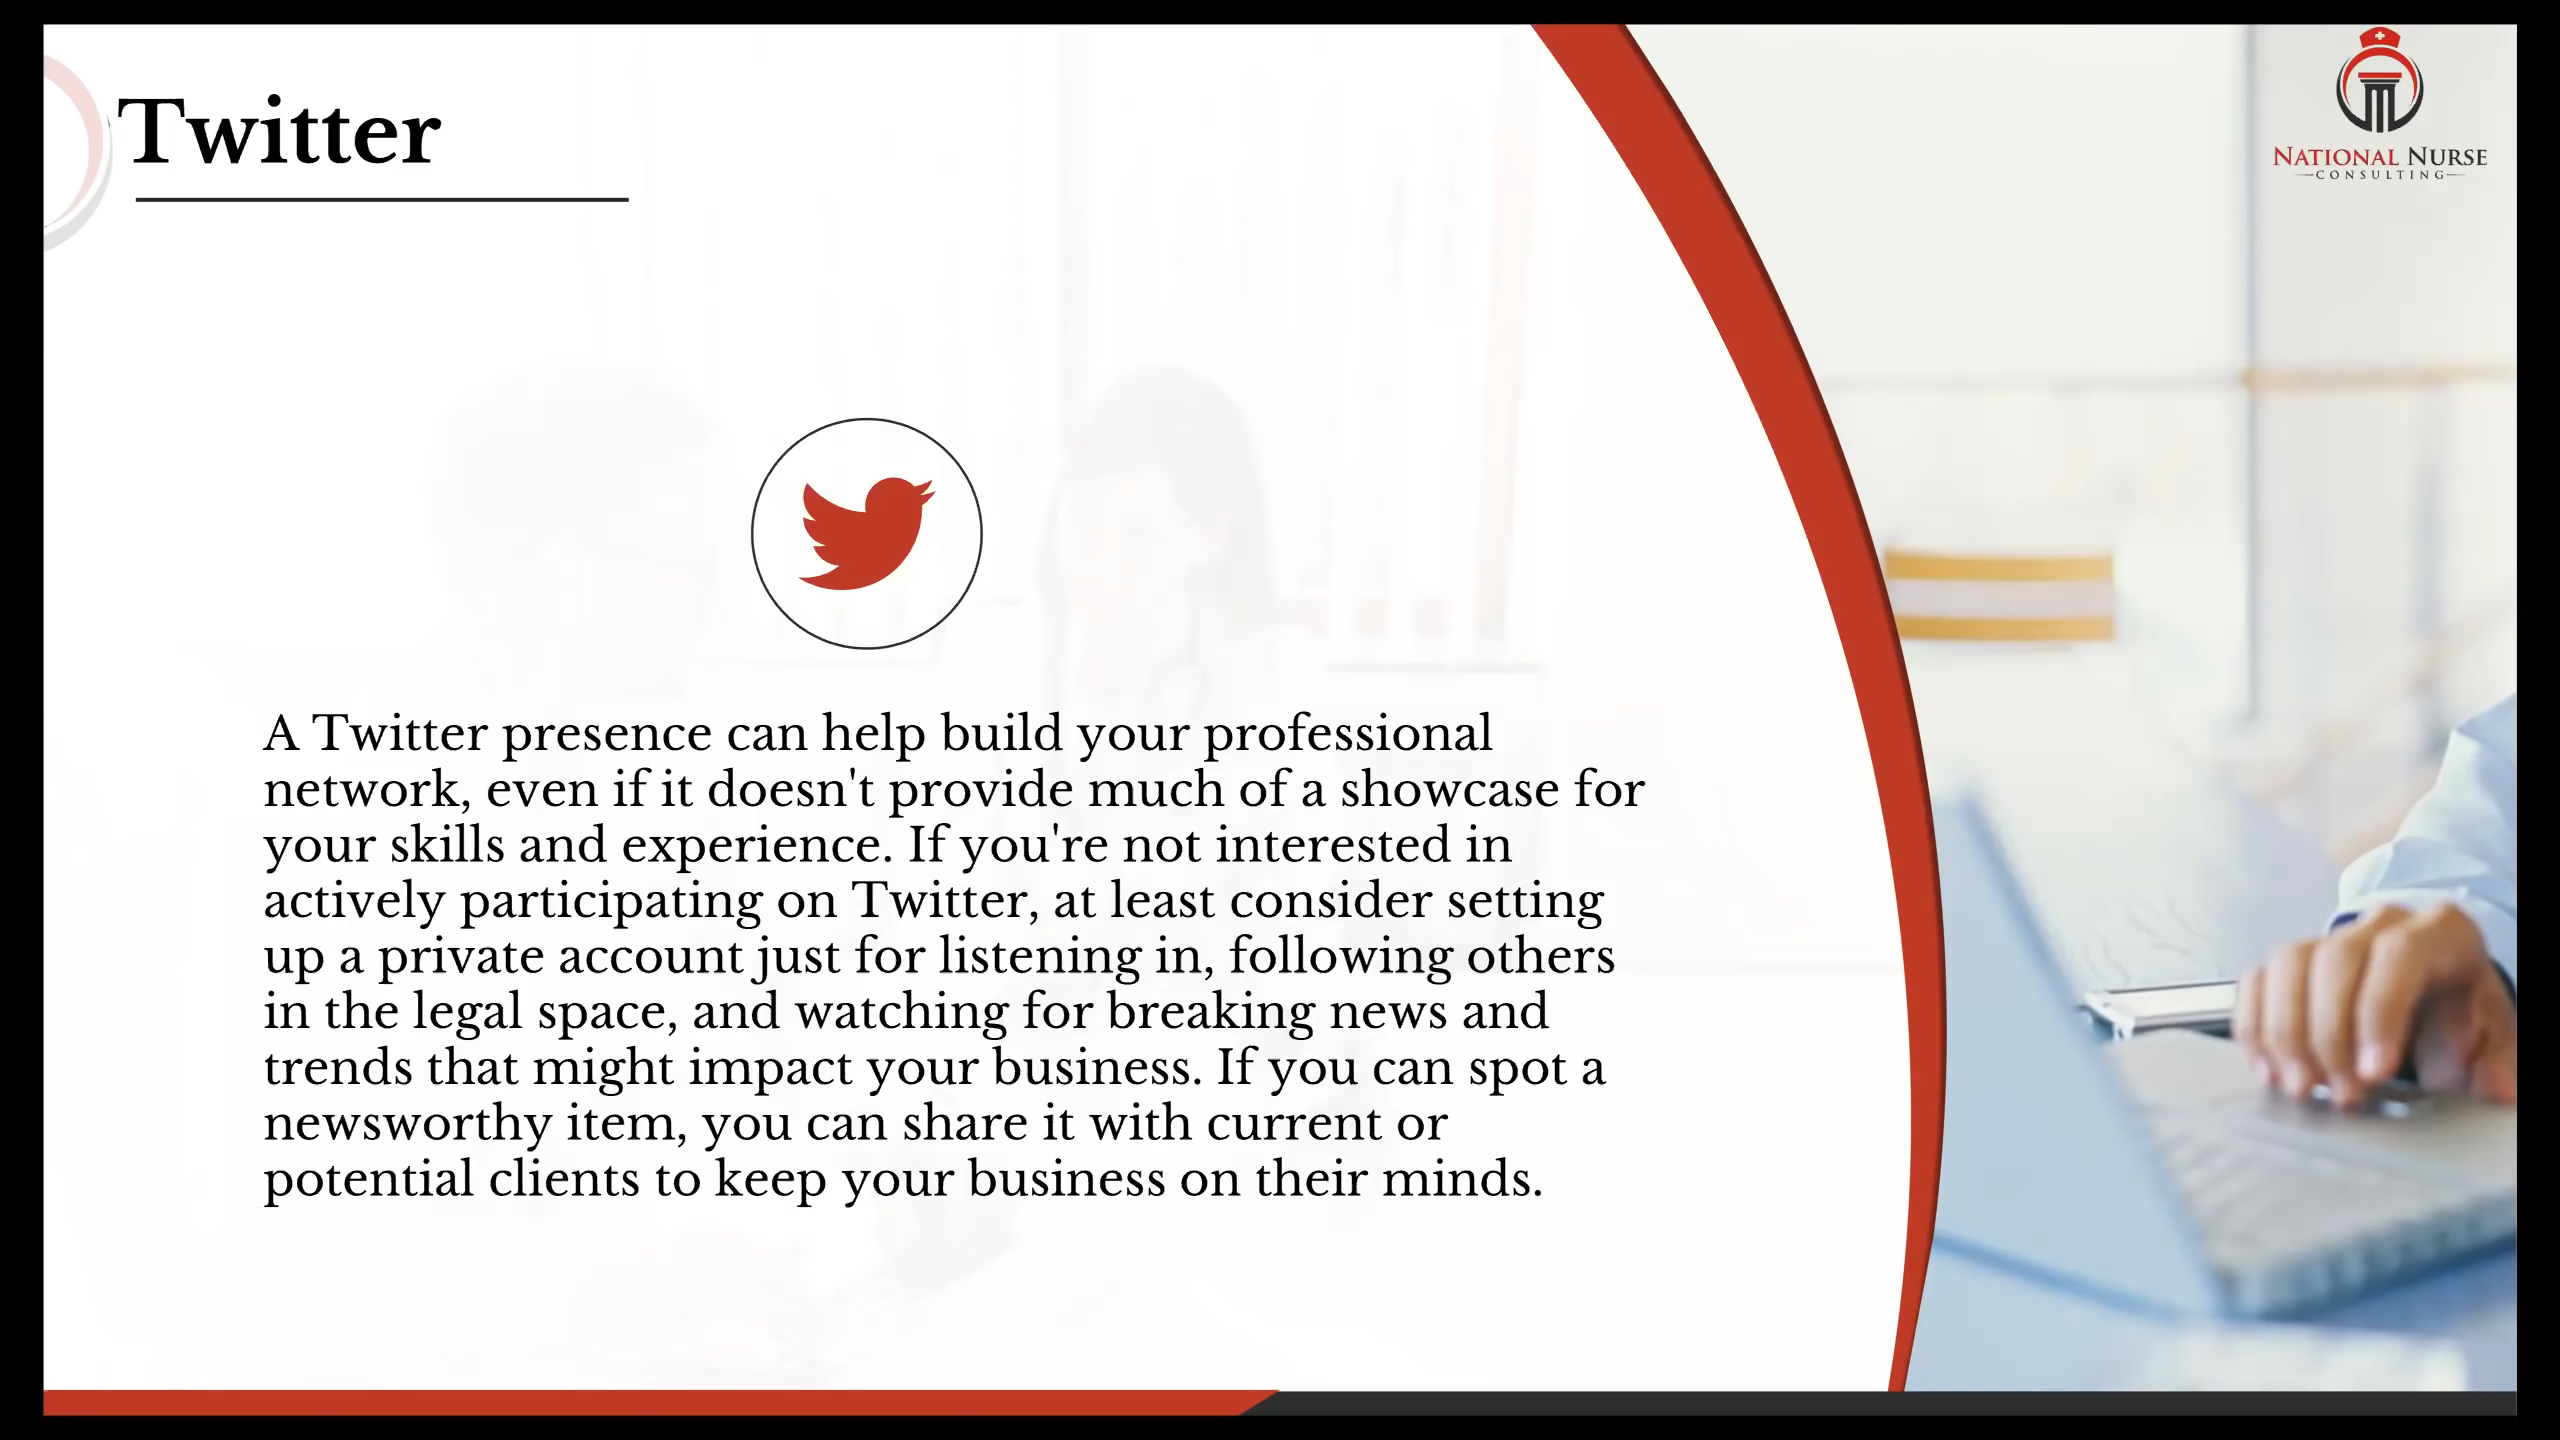 Twitter
NATIONAL NURSE
CONSULTING
A Twitter presence can help build your professional
network, even if it doesn't provide much of a showcase for
your skills and experience. If you're not interested in
actively participating on Twitter, at least consider setting
up a private account just for listening in, following others
in the legal space, and watching for breaking news and
trends that might impact your business. If you can spot a
newsworthy item, you can share it with current or
potential clients to keep your business on their minds.